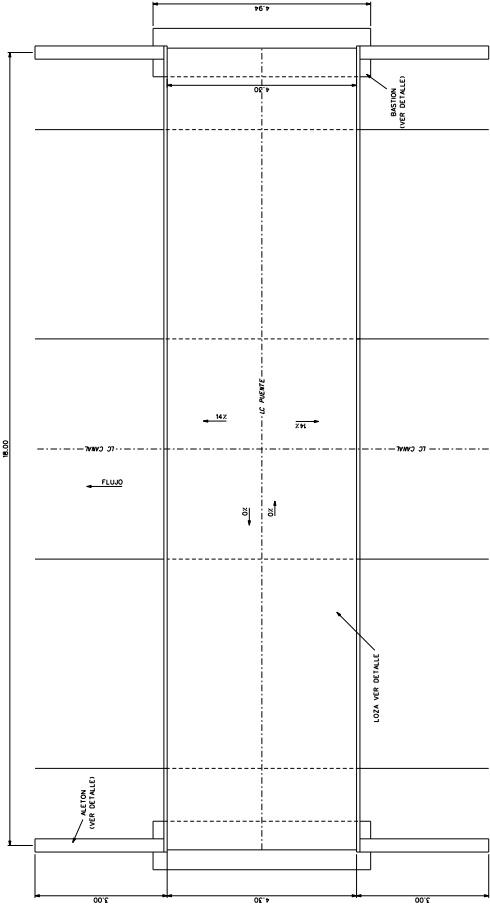 4.94
BASTION
(VER DETALLE)
4.30
18.00
LC PUENTE
14%
14%
LC CANAL
LC CANAL
FLUJO
0%
0%
LOZA VER DETALLE
ALETON
(VER DETALLE)
3.00
4.30
3.00